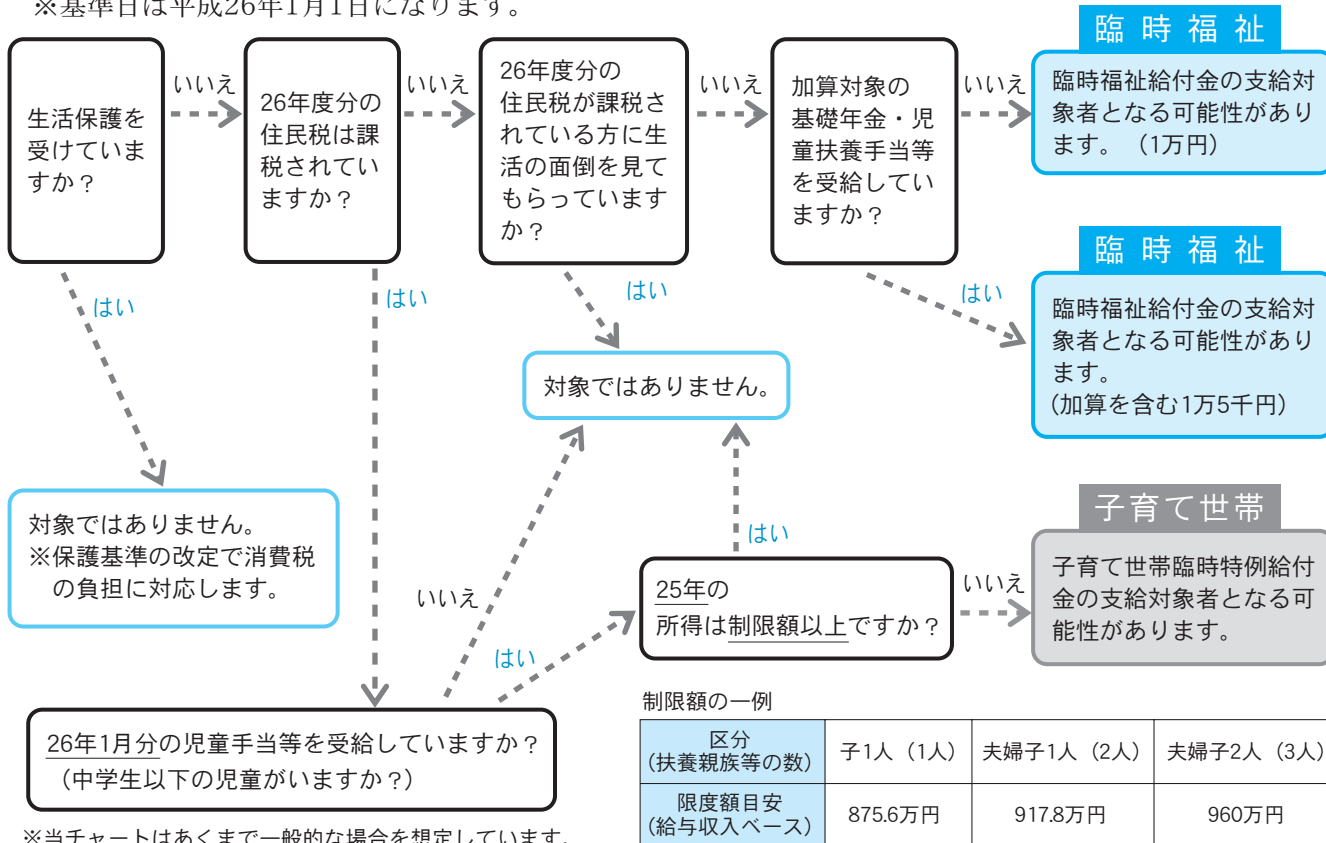 ※基準日は平成26年1月1日になります。
生活保護を
受けていま
すか？
いいえ
はい
26年度分の
住民税は課
税されてい
ますか？
いいえ
はい
26年度分の
住民税が課税さ
れている方に生
活の面倒を見て
もらっています
か？
いいえ
はい
加算対象の
基礎年金・児
童扶養手当等
を受給してい
ますか？
いいえ
はい
臨時福祉
臨時福祉給付金の支給対
象者となる可能性があり
ます。（1万円）
臨時福祉
臨時福祉給付金の支給対
象者となる可能性があり
ます。
(加算を含む1万5千円）
対象ではありません。
対象ではありません。
※保護基準の改定で消費税
の負担に対応します。
いいえ
はい
はい
25年の
所得は制限額以上ですか？
いいえ
子育て世帯
子育て世帯臨時特例給付
金の支給対象者となる可
能性があります。
26年1月分の児童手当等を受給していますか？
（中学生以下の児童がいますか？）
制限額の一例
区分
（扶養親族等の数）
子1人（1人）
夫婦子1人（2人）
夫婦子2人（3人）
限度額目安
（給与収入ベース）
875.6万円
917.8万円
960万円
※当チャートはあくまで一般的な場合を想定しています。